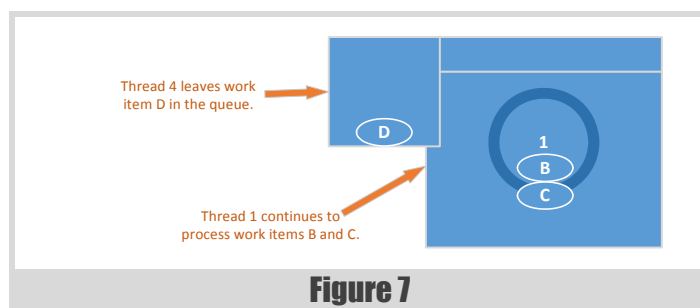 Thread 4 leaves work
item D in the queue.
D
1
B
C
Thread 1 continues to
process work items B and C.
Figure 7